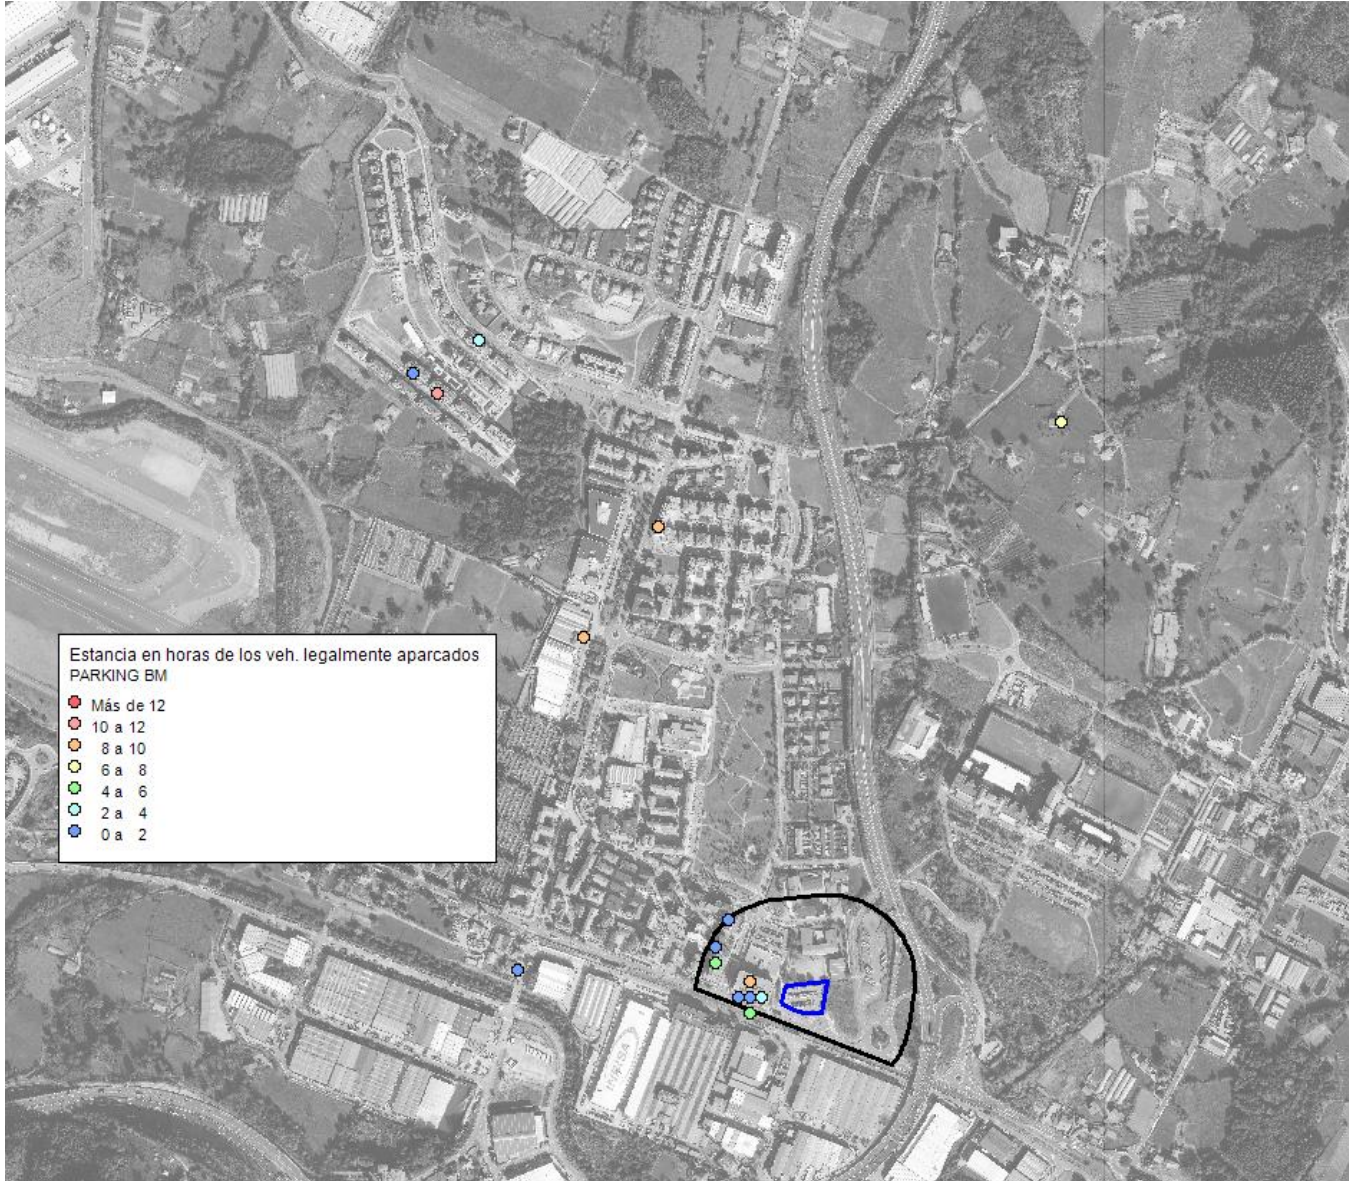 Estancia en horas de los veh. legalmente aparcados
PARKING BM
Más de 12
10 a 12
8 a 10
6 a 8
4 a 6
2 a 4
0 a 2